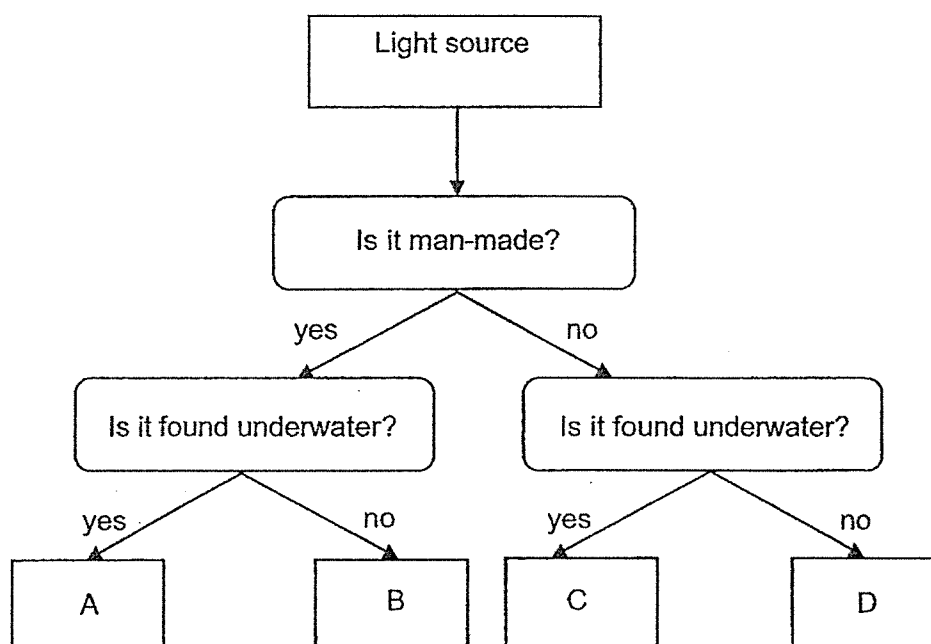 Light source
Is it man-made?
yes
no
Is it found underwater?
Is it found underwater?
yes
no
yes
no
A
B
C
D